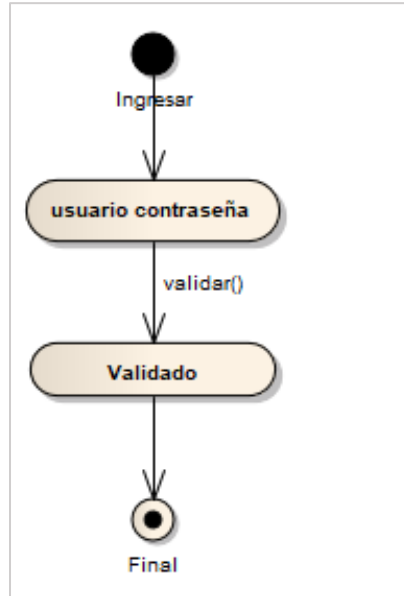 Ingresar
usuario contraseña
validar()
Validado
Final